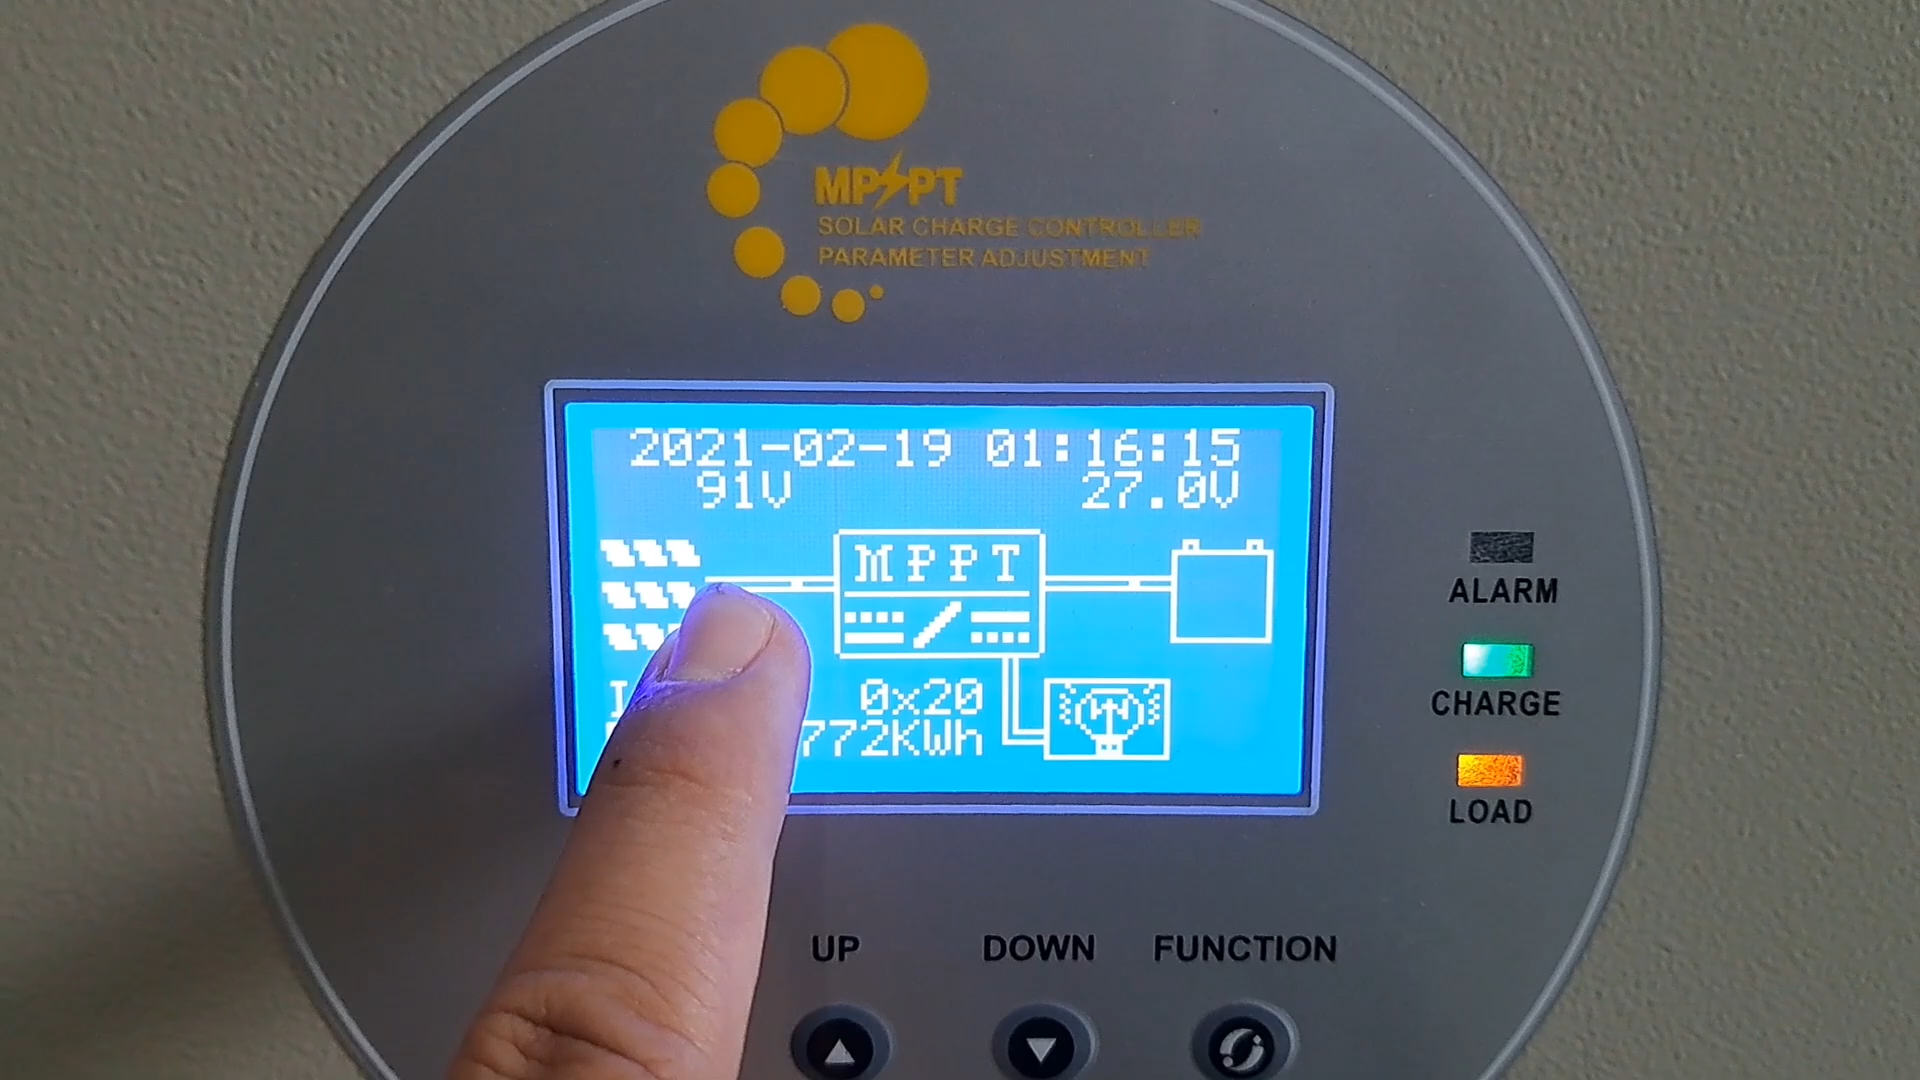 MPPT
SOLAR CHARGE CONTROLLER
PARAMETER ADJUSTMENT
2021-02-19 01:16:15
91V 27.0V
MPPT
0x20
772KWh
ALARM
CHARGE
LOAD
UP DOWN FUNCTION